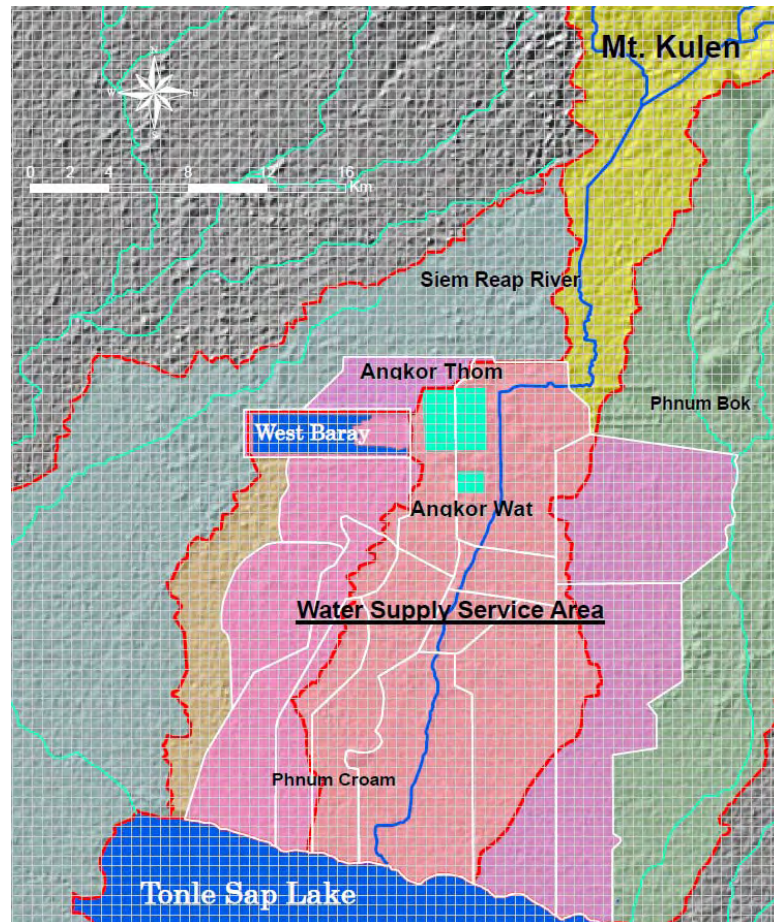 Mt. Kulen
N
W
E
S
0 2 4 8 12 16
Km
Siem Reap River
Angkor Thom
Phnum Bok
West Baray
Angkor Wat
Water Supply Service Area
Phnum Croam
Tonle Sap Lake